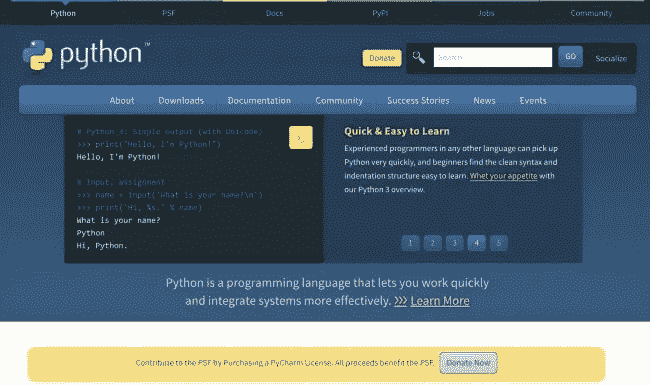 Python
PSF
Docs
PyPI
Jobs
Community
python™
Donate
Search
GO
Socialize
About
Downloads
Documentation
Community
Success Stories
News
Events
# Python 3: Simple output (with Unicode)
>>> print("Hello, I'm Python!")
Hello, I'm Python!
# Input, assignment
>>> name = input('What is your name?\n')
>>> print('Hi, %s.' % name)
What is your name?
Python
Hi, Python.
>_
Quick & Easy to Learn
Experienced programmers in any other language can pick up
Python very quickly, and beginners find the clean syntax and
indentation structure easy to learn. Whet your appetite with
our Python 3 overview.
1
2
3
4
5
Python is a programming language that lets you work quickly
and integrate systems more effectively. >>> Learn More
Contribute to the PSF by Purchasing a PyCharm License. All proceeds benefit the PSF.
Donate Now